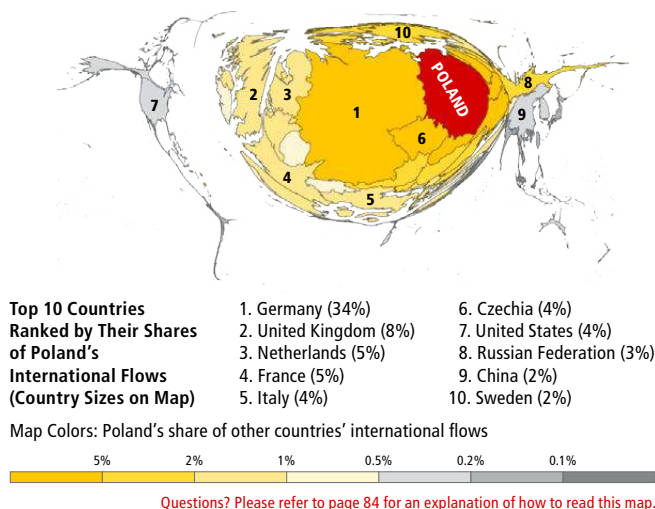 10
POLAND
8
2
3
7
1
9
6
4
5
Top 10 Countries
Ranked by Their Shares
of Poland's
International Flows
(Country Sizes on Map)
1. Germany (34%)
2. United Kingdom (8%)
3. Netherlands (5%)
4. France (5%)
5. Italy (4%)
6. Czechia (4%)
7. United States (4%)
8. Russian Federation (3%)
9. China (2%)
10. Sweden (2%)
Map Colors: Poland's share of other countries' international flows
5% 2% 1% 0.5% 0.2% 0.1%
Questions? Please refer to page 84 for an explanation of how to read this map.